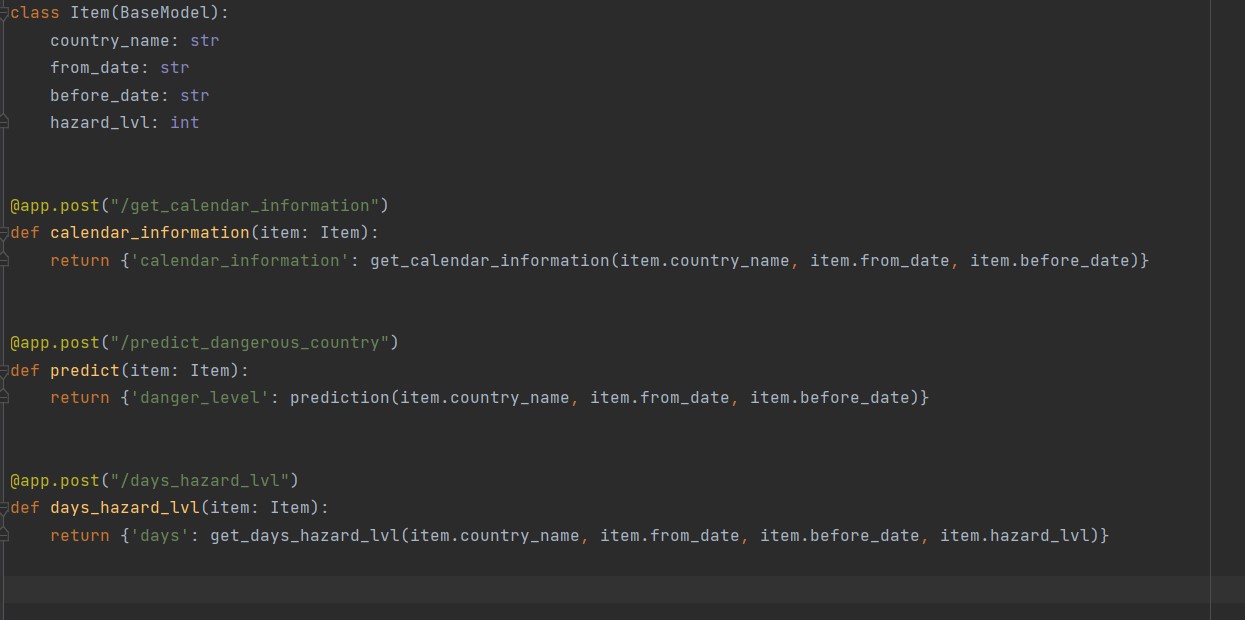 class Item(BaseModel):
    country_name: str
    from_date: str
    before_date: str
    hazard_lvl: int
@app.post("/get_calendar_information")
def calendar_information(item: Item):
    return {'calendar_information': get_calendar_information(item.country_name, item.from_date, item.before_date)}
@app.post("/predict_dangerous_country")
def predict(item: Item):
    return {'danger_level': prediction(item.country_name, item.from_date, item.before_date)}
@app.post("/days_hazard_lvl")
def days_hazard_lvl(item: Item):
    return {'days': get_days_hazard_lvl(item.country_name, item.from_date, item.before_date, item.hazard_lvl)}